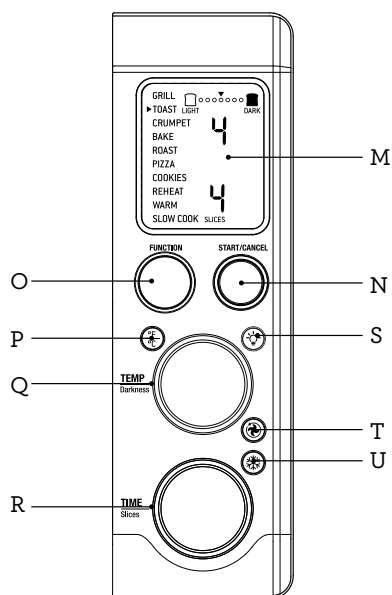 GRILL
TOAST LIGHT DARK
CRUMPET 4
BAKE
ROAST
PIZZA
COOKIES
REHEAT 4
WARM
SLOW COOK SLICES
M
FUNCTION START/CANCEL
O N
°F
°C
P S
Q TEMP
Darkness
T
U
R TIME
Slices